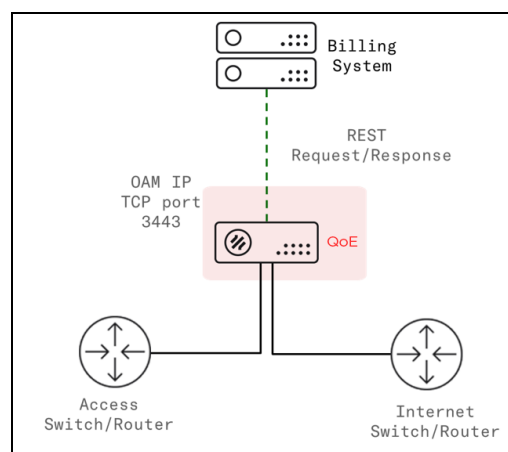 Billing
System
REST
Request/Response
OAM IP
TCP port
3443
QoE
Access
Switch/Router
Internet
Switch/Router